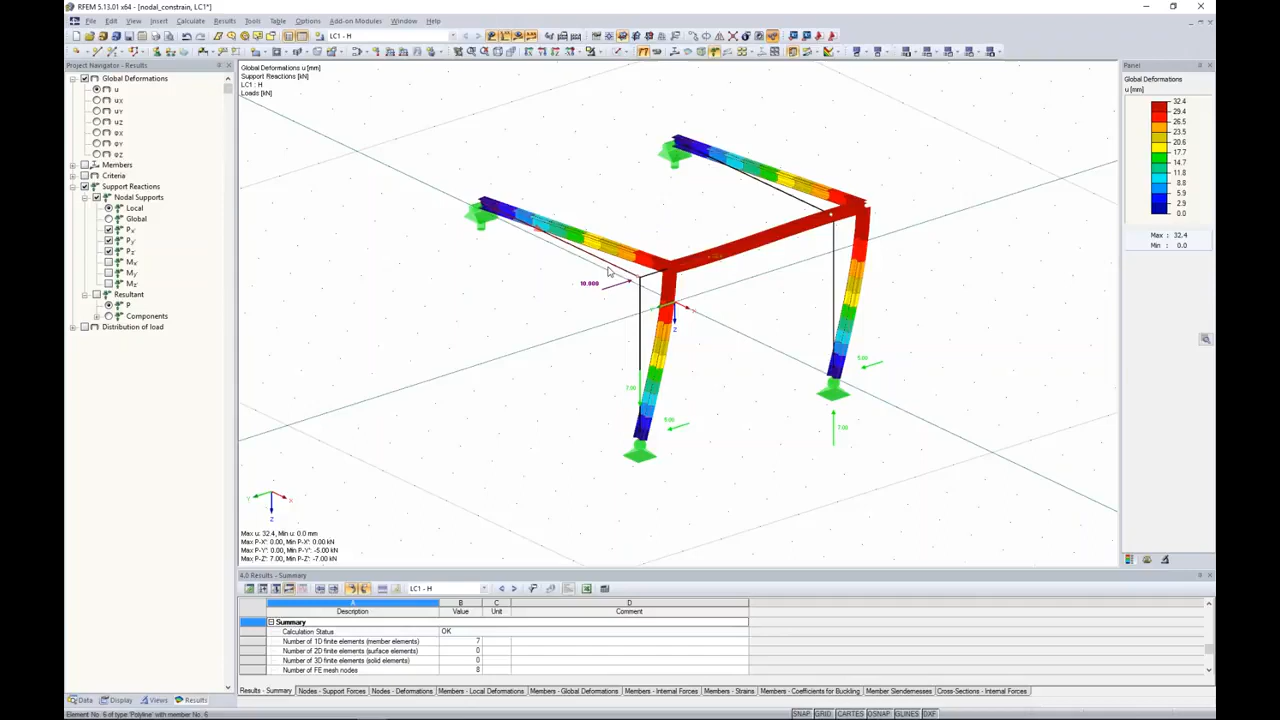 RFEM 5.13.01 x64 - [nodal_constrain, LC1*]
File Edit View Insert Calculate Results Tools Table Options Add-on Modules Window Help
LC1 - H
Project Navigator - Results
Global Deformations
u
uX
uY
uZ
φX
φY
φZ
Members
Criteria
Support Reactions
Nodal Supports
Local
Global
Px'
Py'
Pz'
Mx'
My'
Mz'
Resultant
P
Components
Distribution of load
Data Display Views Results
Global Deformations u [mm]
Support Reactions [kN]
LC1 : H
Loads [kN]
10.000
7.00
5.00
5.00
7.00
X
Y
Z
Y
X
Z
Max u: 32.4, Min u: 0.0 mm
Max P-X': 0.00, Min P-X': 0.00 kN
Max P-Y': 0.00, Min P-Y': -5.00 kN
Max P-Z': 7.00, Min P-Z': -7.00 kN
Panel
Global Deformations
u [mm]
32.4
29.4
26.5
23.5
20.6
17.7
14.7
11.8
8.8
5.9
2.9
0.0
Max : 32.4
Min : 0.0
4.0 Results - Summary
LC1 - H
A B C D
Description Value Unit Comment
Summary
Calculation Status OK
Number of 1D finite elements (member elements) 7
Number of 2D finite elements (surface elements) 0
Number of 3D finite elements (solid elements) 0
Number of FE mesh nodes 8
Results - Summary Nodes - Support Forces Nodes - Deformations Members - Local Deformations Members - Global Deformations Members - Internal Forces Members - Strains Members - Coefficients for Buckling Member Slendernesses Cross-Sections - Internal Forces
Element No. 6 of type 'Polyline' with member No. 6
SNAP GRID CARTES OSNAP GLINES DXF